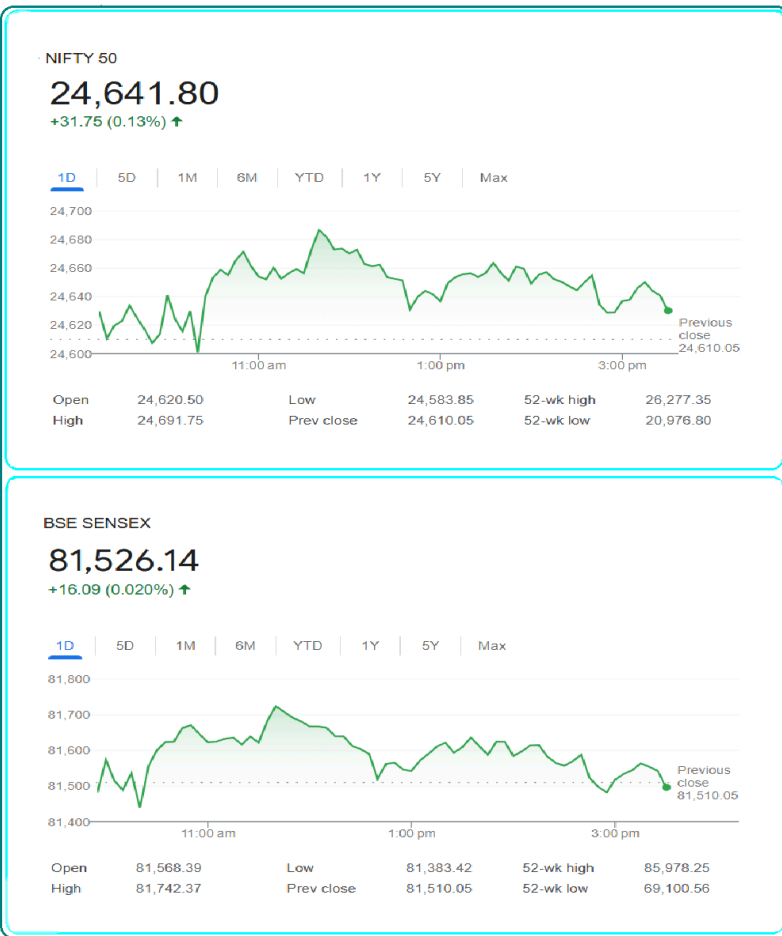 NIFTY 50
24,641.80
+31.75 (0.13%) ↑
1D 5D 1M 6M YTD 1Y 5Y Max
24,700
24,680
24,660
24,640
24,620
24,600
Previous
close
24,610.05
11:00 am 1:00 pm 3:00 pm
Open 24,620.50 Low 24,583.85 52-wk high 26,277.35
High 24,691.75 Prev close 24,610.05 52-wk low 20,976.80
BSE SENSEX
81,526.14
+16.09 (0.020%) ↑
1D 5D 1M 6M YTD 1Y 5Y Max
81,800
81,700
81,600
81,500
81,400
Previous
close
81,510.05
11:00 am 1:00 pm 3:00 pm
Open 81,568.39 Low 81,383.42 52-wk high 85,978.25
High 81,742.37 Prev close 81,510.05 52-wk low 69,100.56